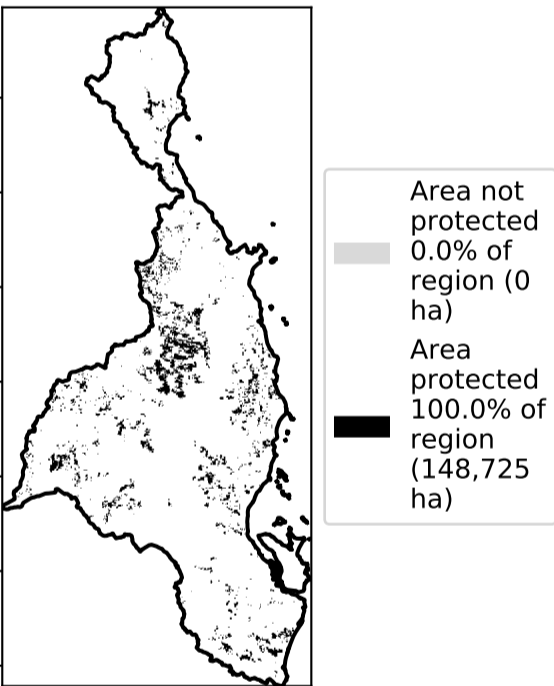 Area not
protected
0.0% of
region (0
ha)
Area
protected
100.0% of
region
(148,725
ha)